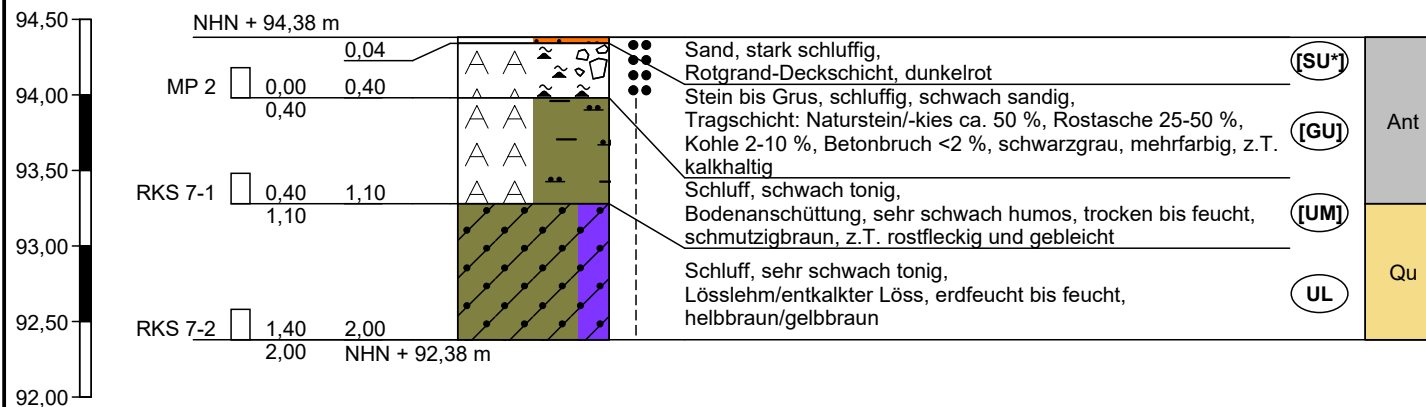 94,50
NHN + 94,38 m
0,04
MP 2
0,00
0,40
0,40
94,00
93,50
RKS 7-1
0,40
1,10
1,10
93,00
92,50
RKS 7-2
1,40
2,00
2,00
NHN + 92,38 m
92,00
Sand, stark schluffig,
Rotgrand-Deckschicht, dunkelrot
[SU*]
Stein bis Grus, schluffig, schwach sandig,
Tragschicht: Naturstein/-kies ca. 50 %, Rostasche 25-50 %,
Kohle 2-10 %, Betonbruch <2 %, schwarzgrau, mehrfarbig, z.T.
kalkhaltig
[GU]
Schluff, schwach tonig,
Bodenanschüttung, sehr schwach humos, trocken bis feucht,
schmutzigbraun, z.T. rostfleckig und gebleicht
[UM]
Schluff, sehr schwach tonig,
Lösslehm/entkalkter Löss, erdfeucht bis feucht,
helbbraun/gelbbraun
UL
Ant
Qu